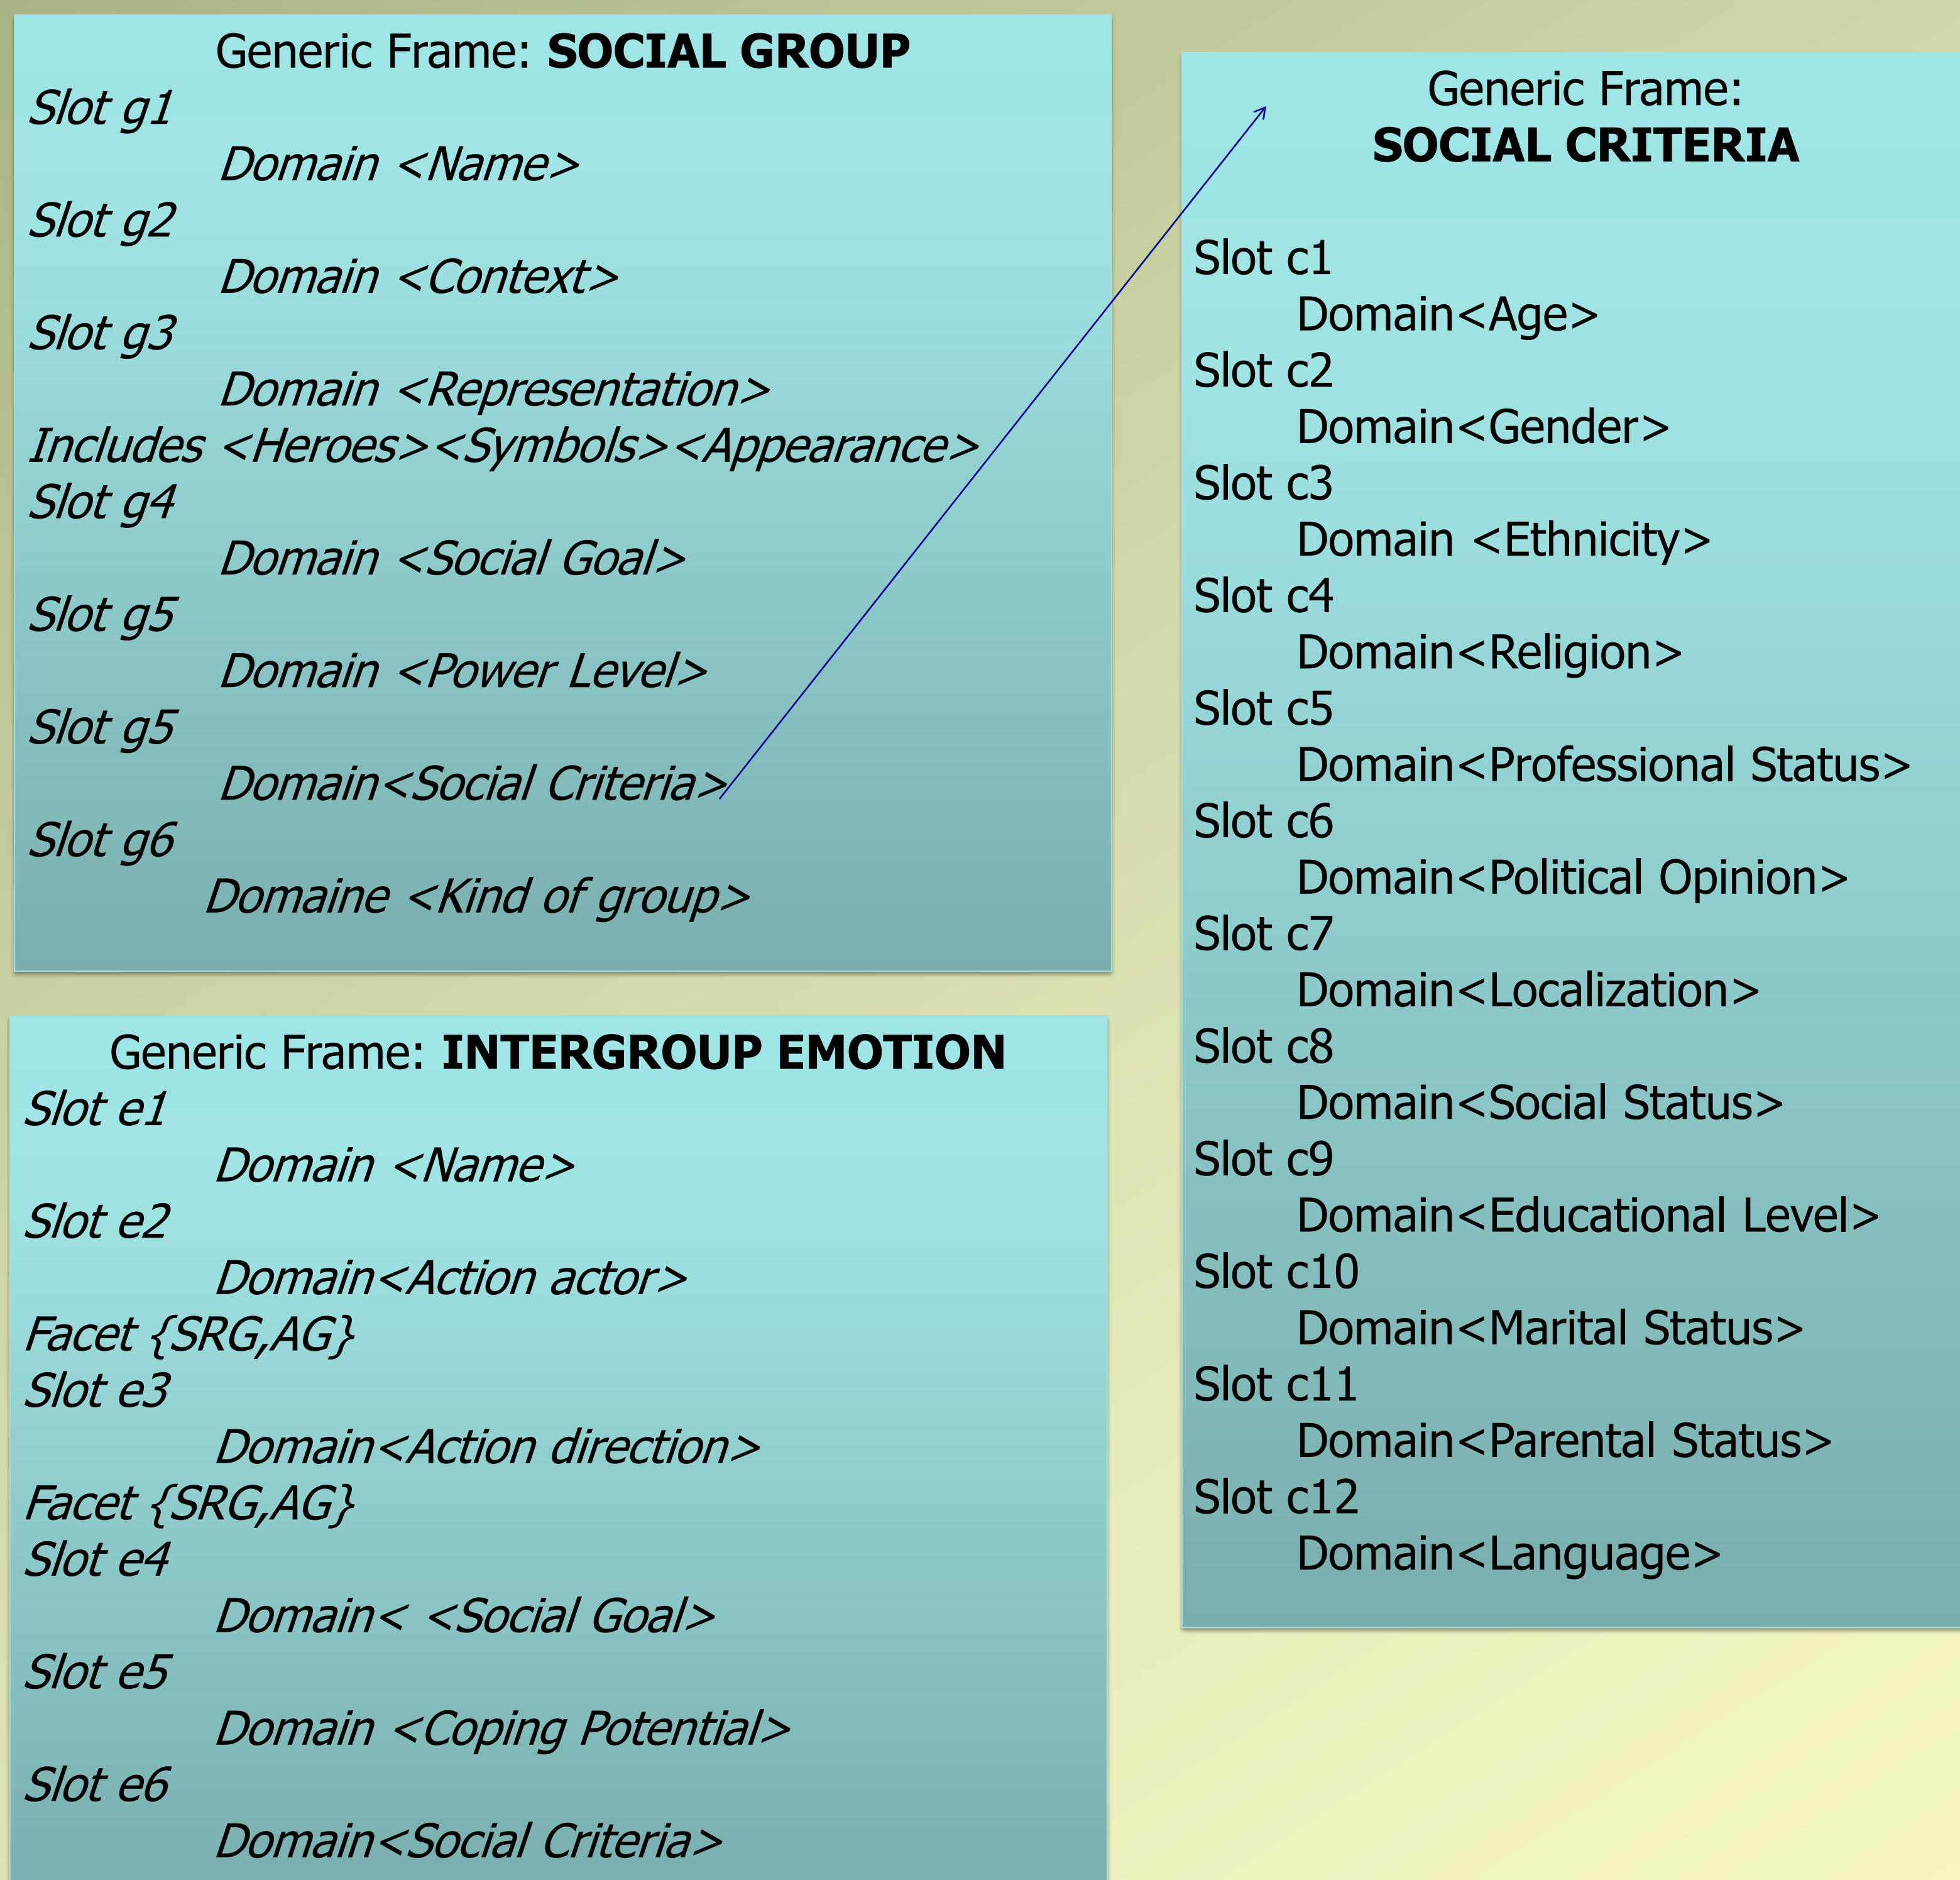 Generic Frame: SOCIAL GROUP
Slot g1
Domain <Name>
Slot g2
Domain <Context>
Slot g3
Domain <Representation>
Includes <Heroes><Symbols><Appearance>
Slot g4
Domain <Social Goal>
Slot g5
Domain <Power Level>
Slot g5
Domain<Social Criteria>
Slot g6
Domaine <Kind of group>
Generic Frame: INTERGROUP EMOTION
Slot e1
Domain <Name>
Slot e2
Domain<Action actor>
Facet {SRG,AG}
Slot e3
Domain<Action direction>
Facet {SRG,AG}
Slot e4
Domain< <Social Goal>
Slot e5
Domain <Coping Potential>
Slot e6
Domain<Social Criteria>
Generic Frame:
SOCIAL CRITERIA
Slot c1
Domain<Age>
Slot c2
Domain<Gender>
Slot c3
Domain <Ethnicity>
Slot c4
Domain<Religion>
Slot c5
Domain<Professional Status>
Slot c6
Domain<Political Opinion>
Slot c7
Domain<Localization>
Slot c8
Domain<Social Status>
Slot c9
Domain<Educational Level>
Slot c10
Domain<Marital Status>
Slot c11
Domain<Parental Status>
Slot c12
Domain<Language>